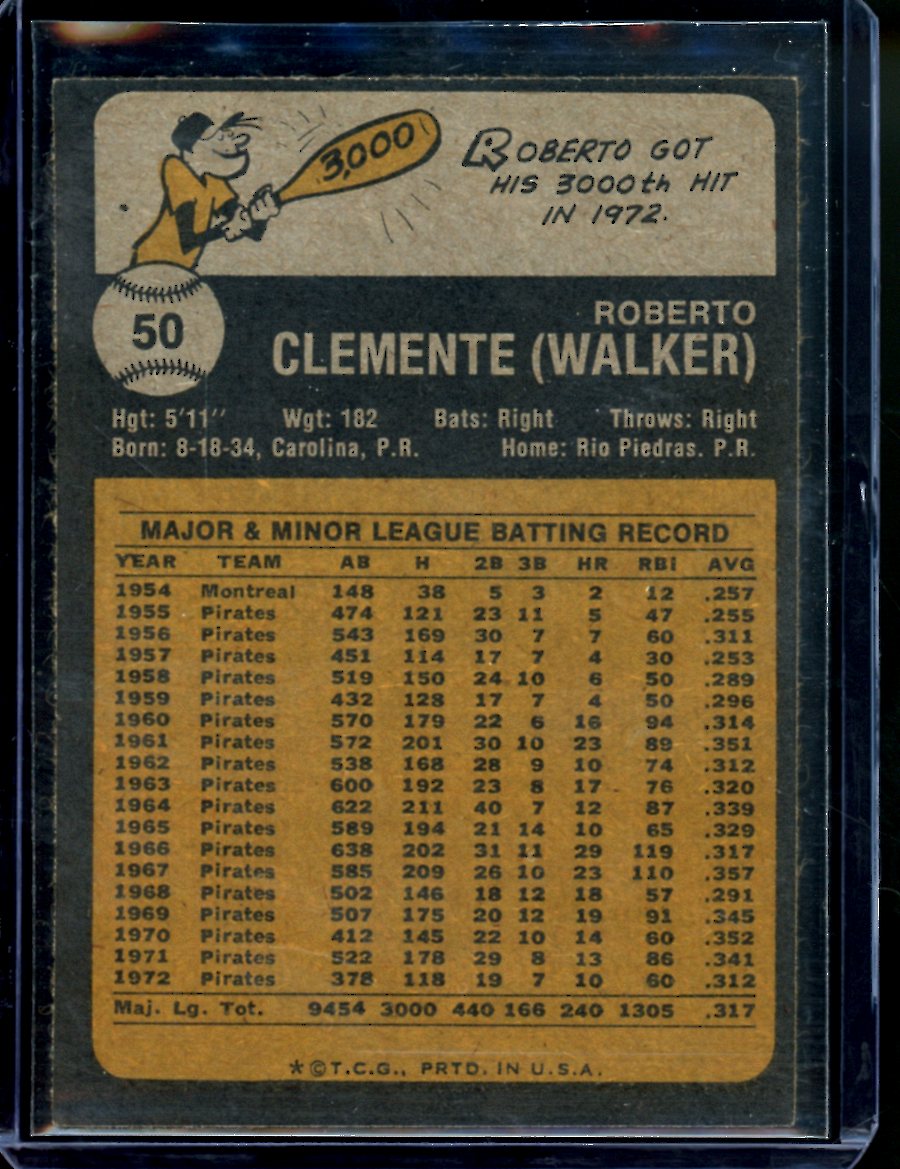 3,000
ROBERTO GOT
HIS 3000th HIT
IN 1972.
50
ROBERTO
CLEMENTE (WALKER)
Hgt: 5'11" Wgt: 182 Bats: Right Throws: Right
Born: 8-18-34, Carolina, P.R. Home: Rio Piedras. P.R.
MAJOR & MINOR LEAGUE BATTING RECORD
YEAR TEAM AB H 2B 3B HR RBI AVG
1954 Montreal 148 38 5 3 2 12 .257
1955 Pirates 474 121 23 11 5 47 .255
1956 Pirates 543 169 30 7 7 60 .311
1957 Pirates 451 114 17 7 4 30 .253
1958 Pirates 519 150 24 10 6 50 .289
1959 Pirates 432 128 17 7 4 50 .296
1960 Pirates 570 179 22 6 16 94 .314
1961 Pirates 572 201 30 10 23 89 .351
1962 Pirates 538 168 28 9 10 74 .312
1963 Pirates 600 192 23 8 17 76 .320
1964 Pirates 622 211 40 7 12 87 .339
1965 Pirates 589 194 21 14 10 65 .329
1966 Pirates 638 202 31 11 29 119 .317
1967 Pirates 585 209 26 10 23 110 .357
1968 Pirates 502 146 18 12 18 57 .291
1969 Pirates 507 175 20 12 19 91 .345
1970 Pirates 412 145 22 10 14 60 .352
1971 Pirates 522 178 29 8 13 86 .341
1972 Pirates 378 118 19 7 10 60 .312
Maj. Lg. Tot. 9454 3000 440 166 240 1305 .317
*©T.C.G., PRTD. IN U.S.A.